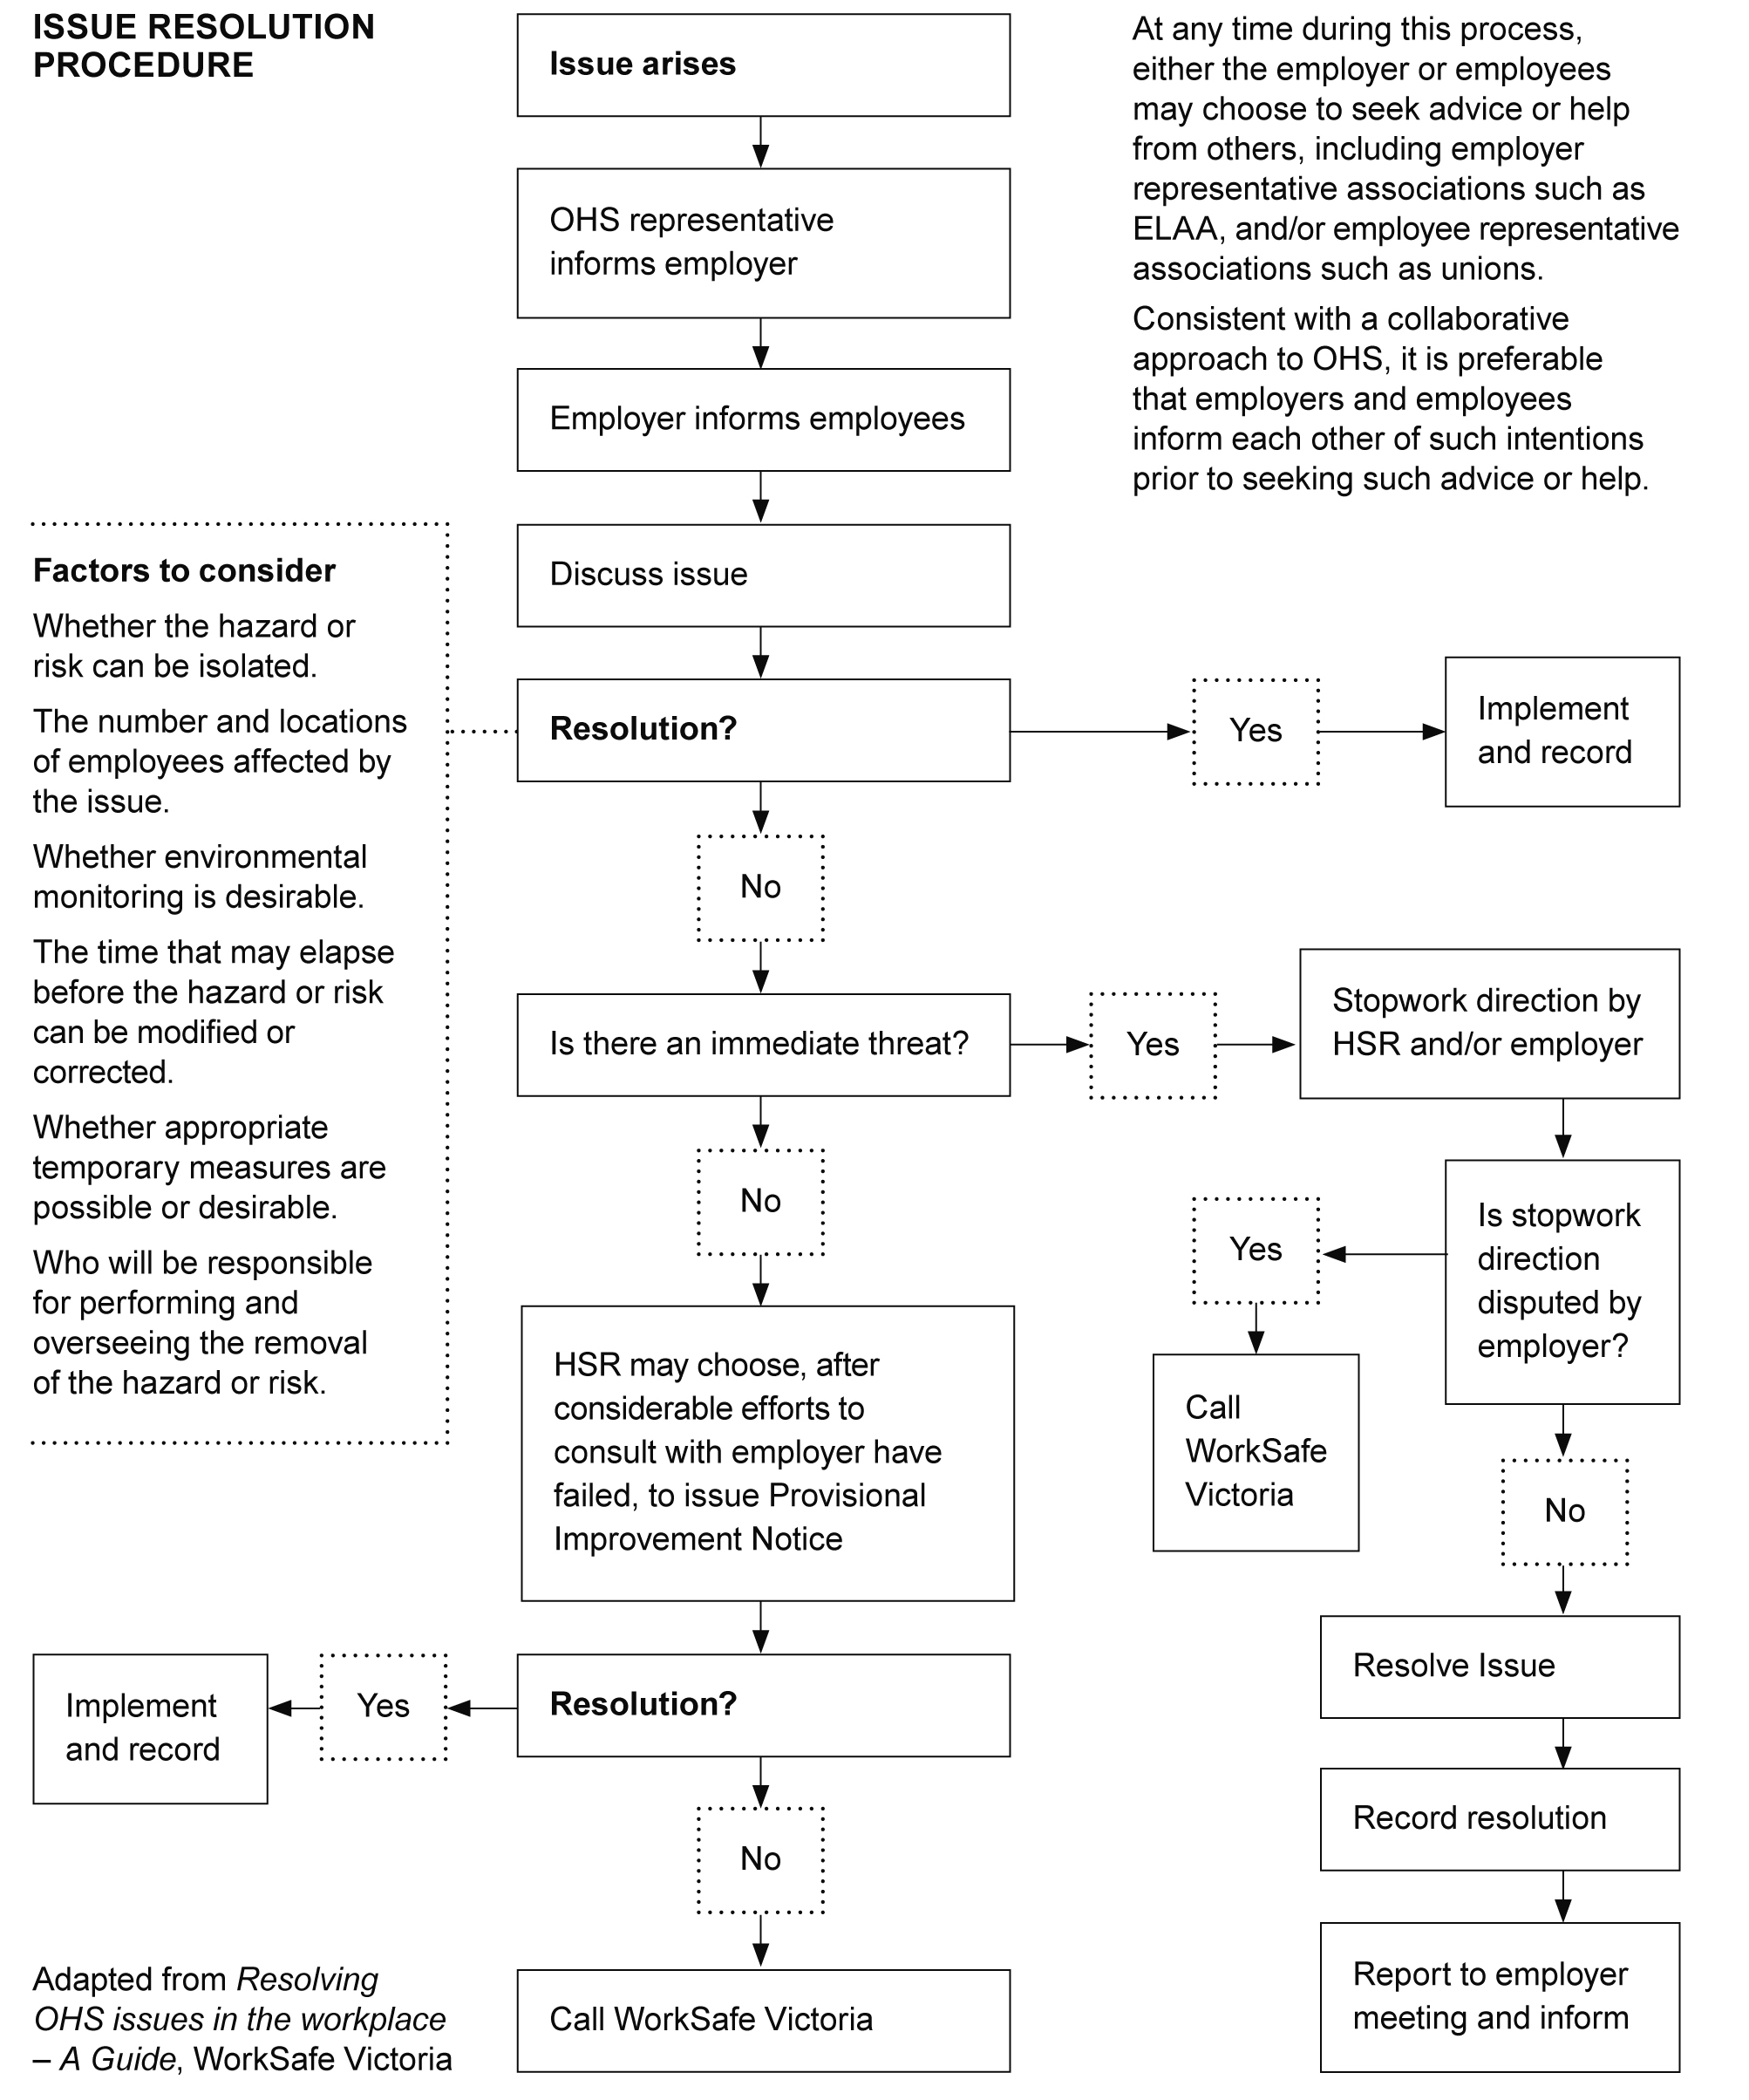 ISSUE RESOLUTION
PROCEDURE
Issue arises
At any time during this process,
either the employer or employees
may choose to seek advice or help
from others, including employer
representative associations such as
ELAA, and/or employee representative
associations such as unions.
Consistent with a collaborative
approach to OHS, it is preferable
that employers and employees
inform each other of such intentions
prior to seeking such advice or help.
OHS representative
informs employer
Employer informs employees
Discuss issue
Factors to consider
Whether the hazard or
risk can be isolated.
The number and locations
of employees affected by
the issue.
Whether environmental
monitoring is desirable.
The time that may elapse
before the hazard or risk
can be modified or
corrected.
Whether appropriate
temporary measures are
possible or desirable.
Who will be responsible
for performing and
overseeing the removal
of the hazard or risk.
Resolution?
Yes
Implement
and record
No
Is there an immediate threat?
Yes
Stopwork direction by
HSR and/or employer
No
Is stopwork
direction
disputed by
employer?
Yes
Call
WorkSafe
Victoria
No
Resolve Issue
Record resolution
Report to employer
meeting and inform
HSR may choose, after
considerable efforts to
consult with employer have
failed, to issue Provisional
Improvement Notice
Resolution?
Yes
Implement
and record
No
Call WorkSafe Victoria
Adapted from Resolving
OHS issues in the workplace
– A Guide, WorkSafe Victoria